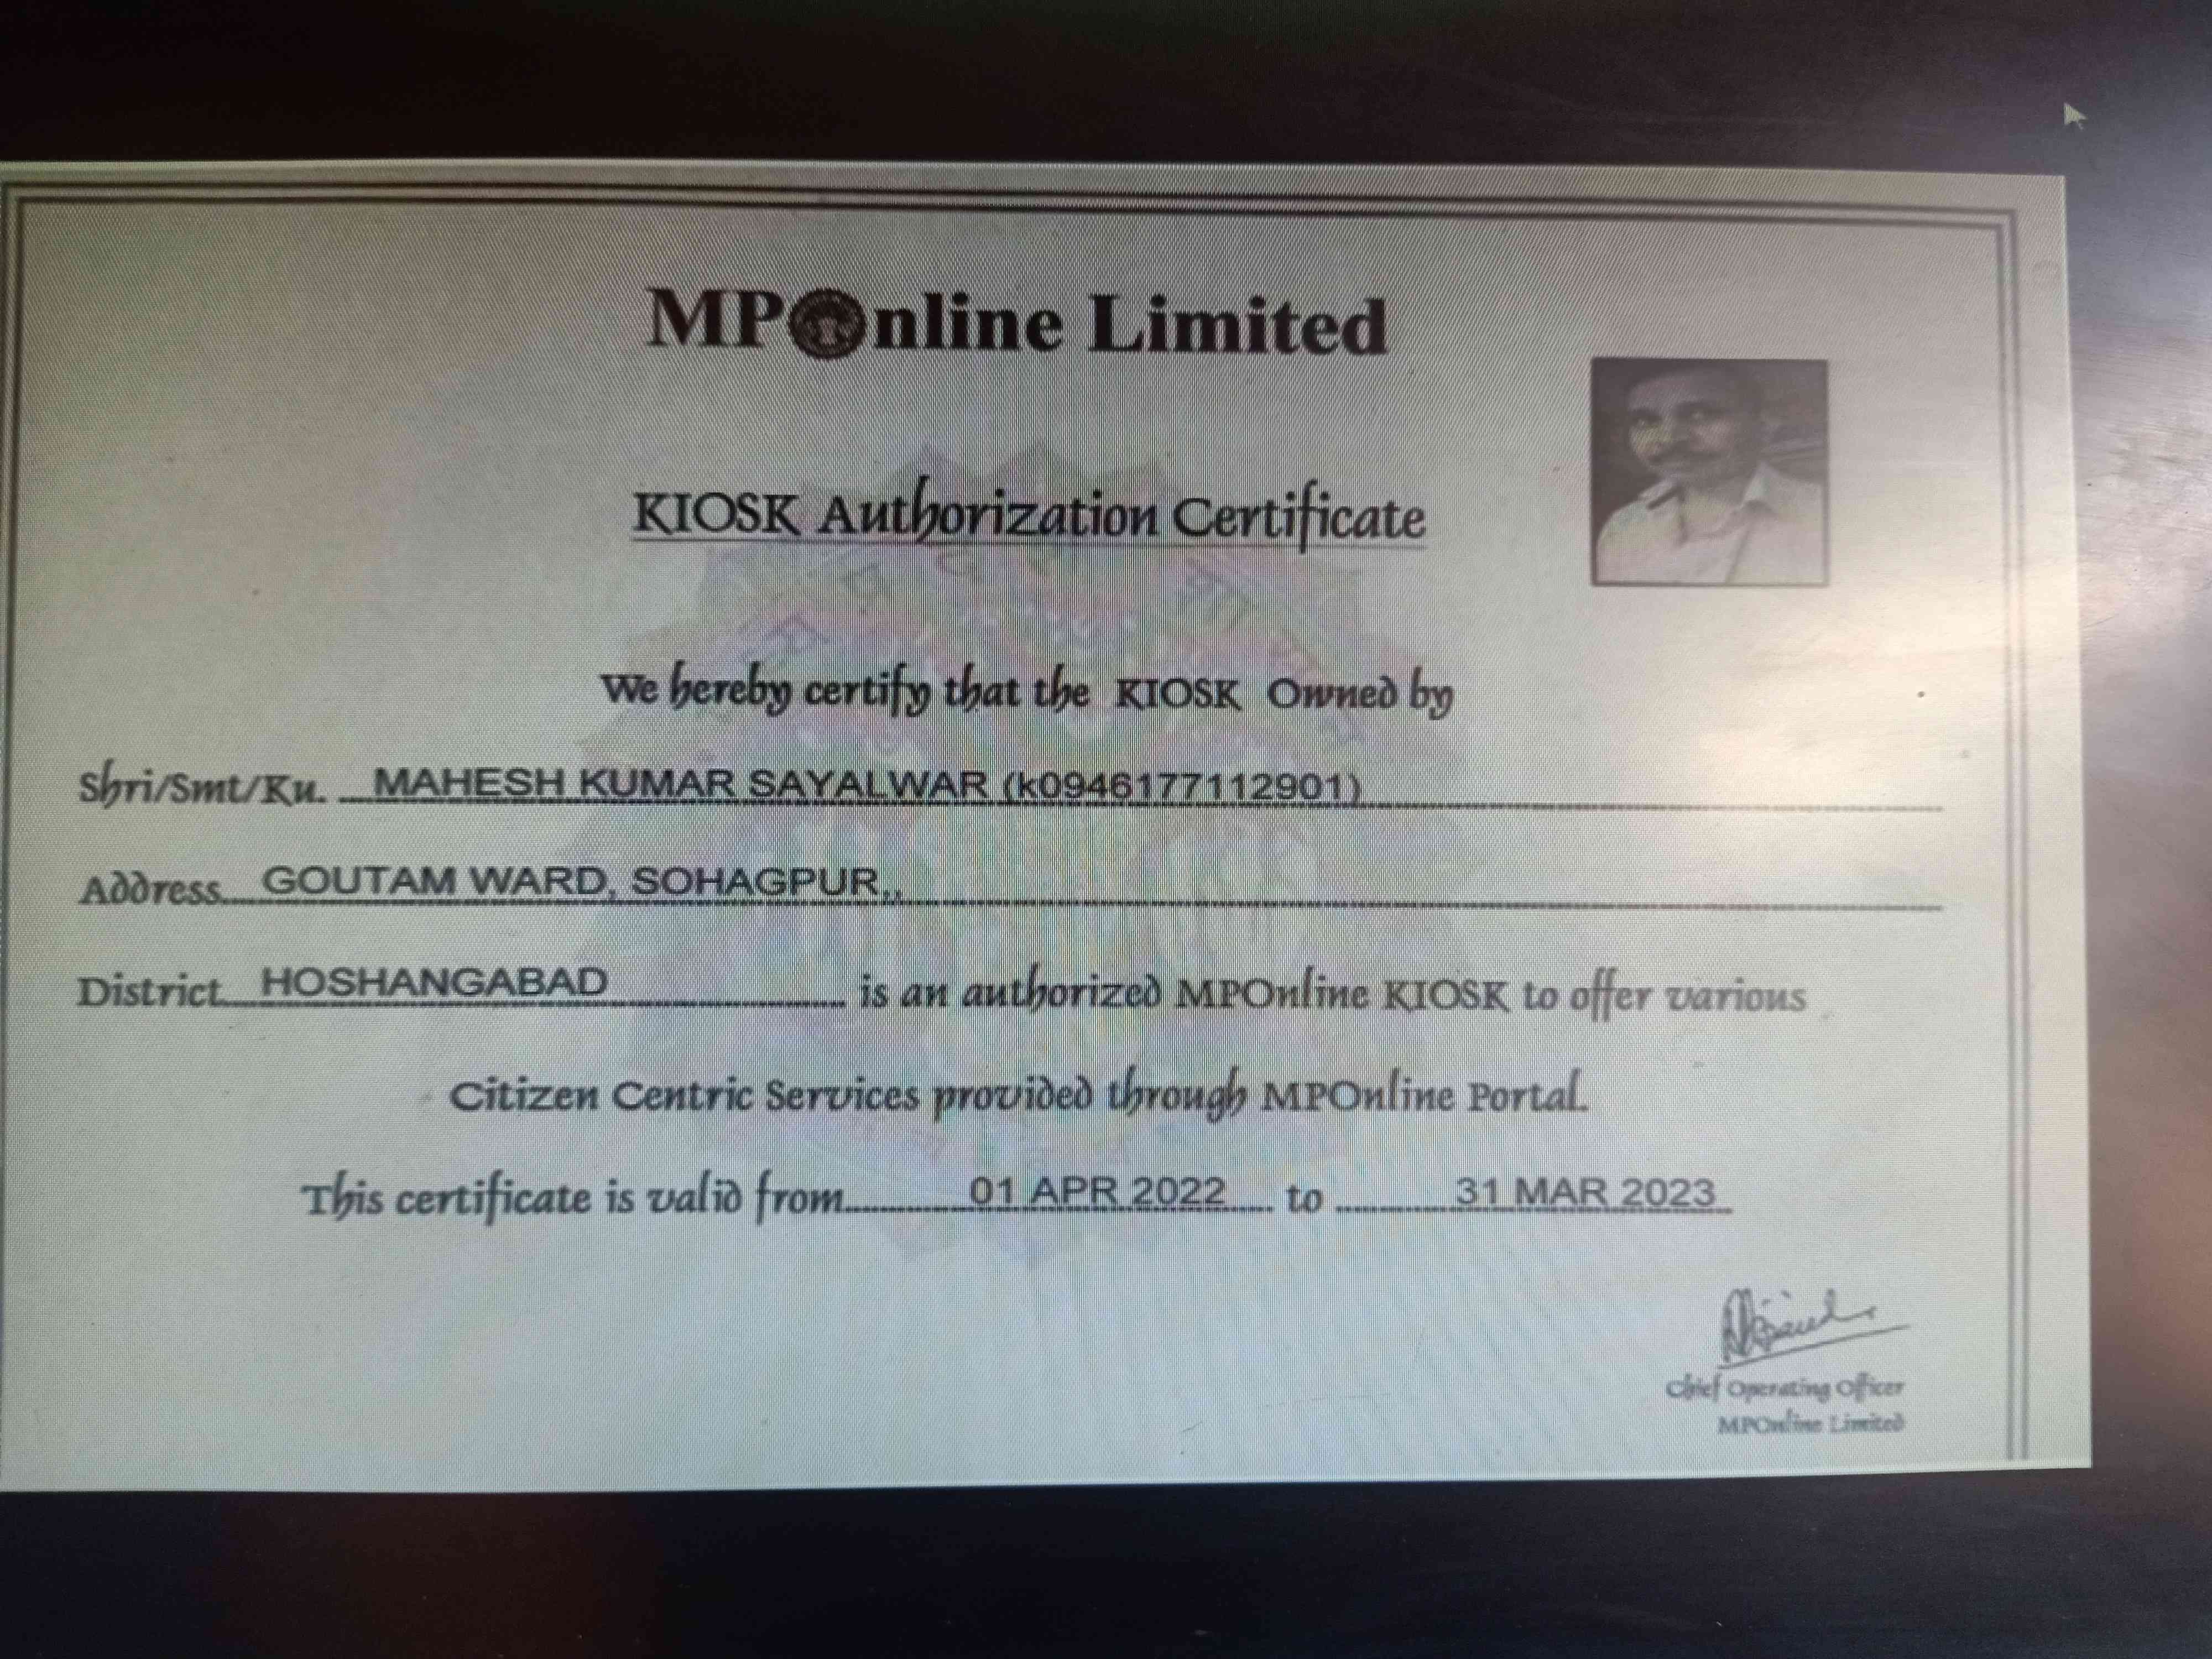 MPOnline Limited
KIOSK Authorization Certificate
We hereby certify that the KIOSK Owned by
Shri/Smt/Ku. MAHESH KUMAR SAYALWAR (k0946177112901)
Address GOUTAM WARD, SOHAGPUR,,
District HOSHANGABAD is an authorized MPOnline KIOSK to offer various
Citizen Centric Services provided through MPOnline Portal.
This certificate is valid from 01 APR 2022 to 31 MAR 2023
Chief Operating Officer
MPOnline Limited